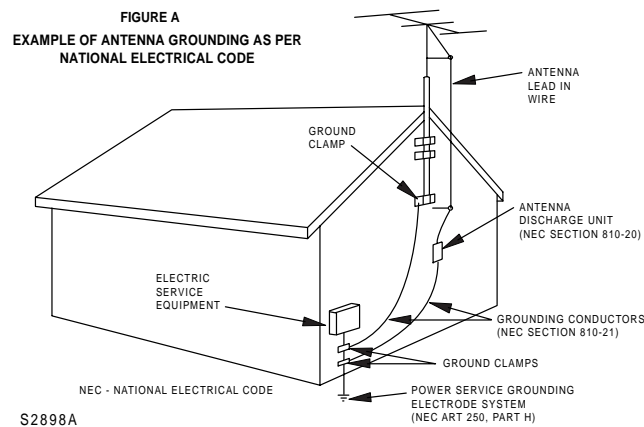 FIGURE A
EXAMPLE OF ANTENNA GROUNDING AS PER
NATIONAL ELECTRICAL CODE
ANTENNA
LEAD IN
WIRE
GROUND
CLAMP
ANTENNA
DISCHARGE UNIT
(NEC SECTION 810-20)
ELECTRIC
SERVICE
EQUIPMENT
GROUNDING CONDUCTORS
(NEC SECTION 810-21)
GROUND CLAMPS
NEC - NATIONAL ELECTRICAL CODE
POWER SERVICE GROUNDING
ELECTRODE SYSTEM
(NEC ART 250, PART H)
S2898A